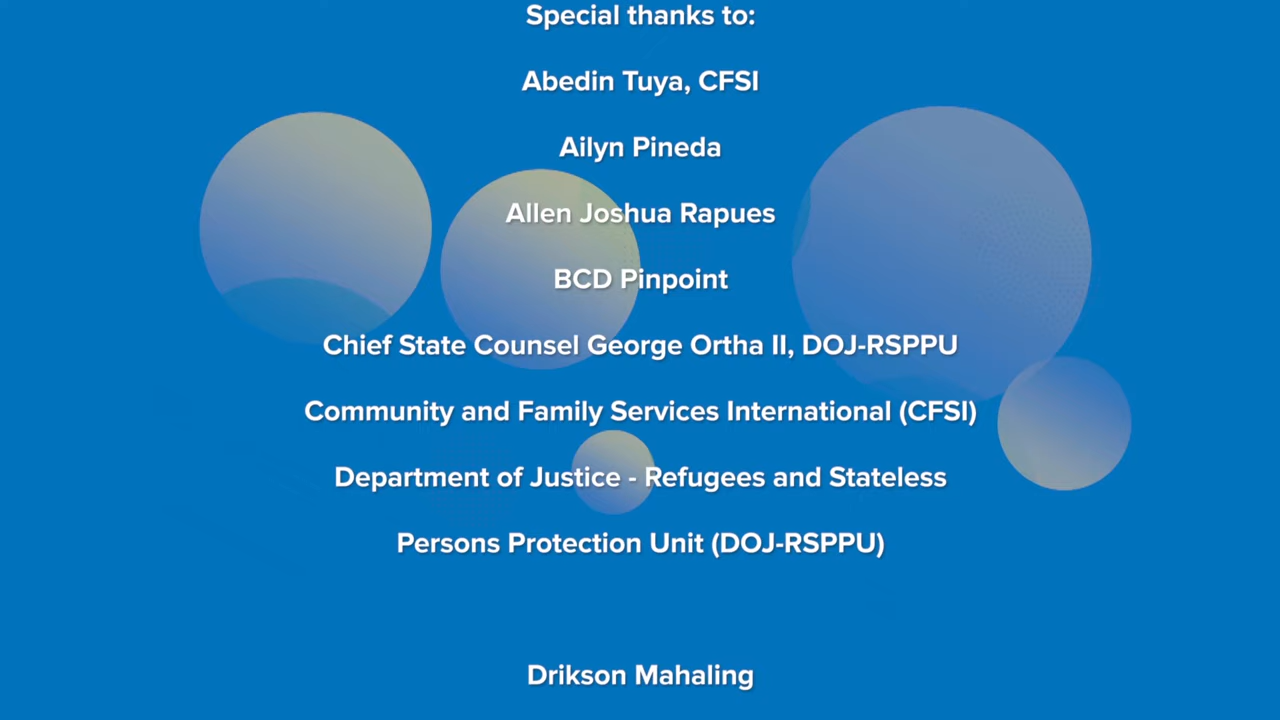 Special thanks to:
Abedin Tuya, CFSI
Ailyn Pineda
Allen Joshua Rapues
BCD Pinpoint
Chief State Counsel George Ortha II, DOJ-RSPPU
Community and Family Services International (CFSI)
Department of Justice - Refugees and Stateless
Persons Protection Unit (DOJ-RSPPU)
Drikson Mahaling